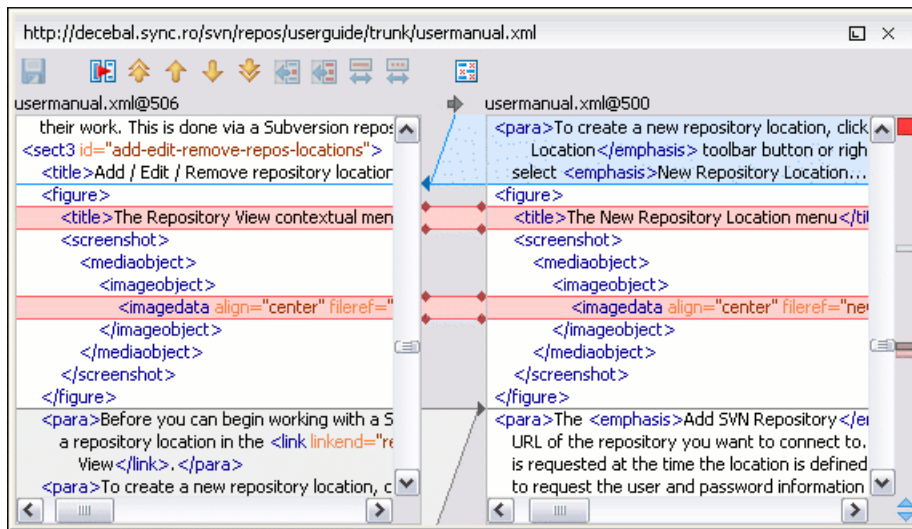 http://decebal.sync.ro/svn/repos/userguide/trunk/usermanual.xml
usermanual.xml@506
their work. This is done via a Subversion repos
<sect3 id="add-edit-remove-repos-locations">
<title>Add / Edit / Remove repository location
<figure>
<title>The Repository View contextual men
<screenshot>
<mediaobject>
<imageobject>
<imagedata align="center" fileref="
</imageobject>
</mediaobject>
</screenshot>
</figure>
<para>Before you can begin working with a S
a repository location in the <link linkend="re
View</link>.</para>
<para>To create a new repository location, c
usermanual.xml@500
<para>To create a new repository location, click
Location</emphasis> toolbar button or righ
select <emphasis>New Repository Location...
<figure>
<title>The New Repository Location menu</tit
<screenshot>
<mediaobject>
<imageobject>
<imagedata align="center" fileref="new
</imageobject>
</mediaobject>
</screenshot>
</figure>
<para>The <emphasis>Add SVN Repository</em
URL of the repository you want to connect to.
is requested at the time the location is defined
to request the user and password information